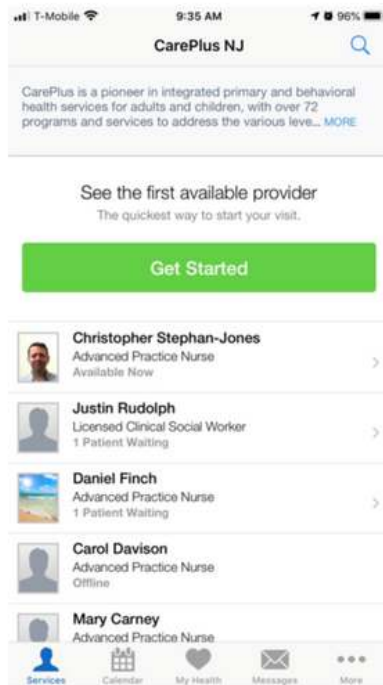 T-Mobile 9:35 AM 96%
CarePlus NJ
CarePlus is a pioneer in integrated primary and behavioral
health services for adults and children, with over 72
programs and services to address the various leve... MORE
See the first available provider
The quickest way to start your visit.
Get Started
Christopher Stephan-Jones
Advanced Practice Nurse
Available Now
Justin Rudolph
Licensed Clinical Social Worker
1 Patient Waiting
Daniel Finch
Advanced Practice Nurse
1 Patient Waiting
Carol Davison
Advanced Practice Nurse
Offline
Mary Carney
Advanced Practice Nurse
Services Calendar My Health Messages More